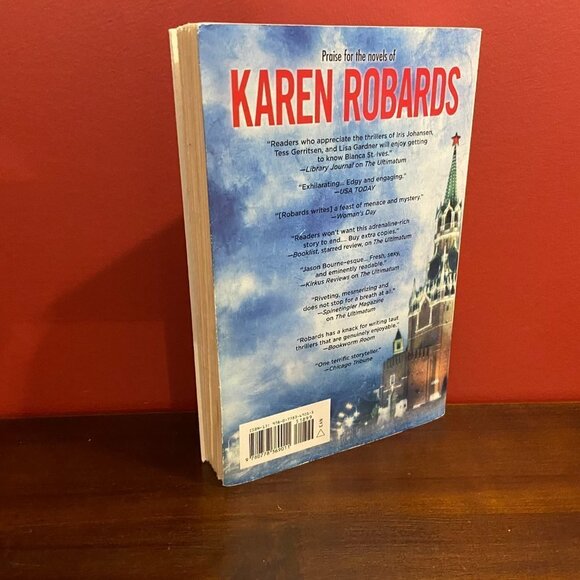 Praise for the novels of
KAREN ROBARDS
"Readers who appreciate the thrillers of Iris Johansen,
Tess Gerritsen, and Lisa Gardner will enjoy getting
to know Bianca St. Ives."
—Library Journal on The Ultimatum
"Exhilarating... Edgy and engaging."
—USA TODAY
"[Robards writes] a feast of menace and mystery."
—Woman's Day
"Readers won't want this adrenaline-rich
story to end.... Buy extra copies."
—Booklist, starred review, on The Ultimatum
"Jason Bourne-esque... Fresh, sexy,
and eminently readable."
—Kirkus Reviews on The Ultimatum
"Riveting, mesmerizing and
does not stop for a breath at all."
—Spinetingler Magazine
on The Ultimatum
"Robards has a knack for writing taut
thrillers that are genuinely enjoyable."
—Bookworm Room
"One terrific storyteller."
—Chicago Tribune
EAN